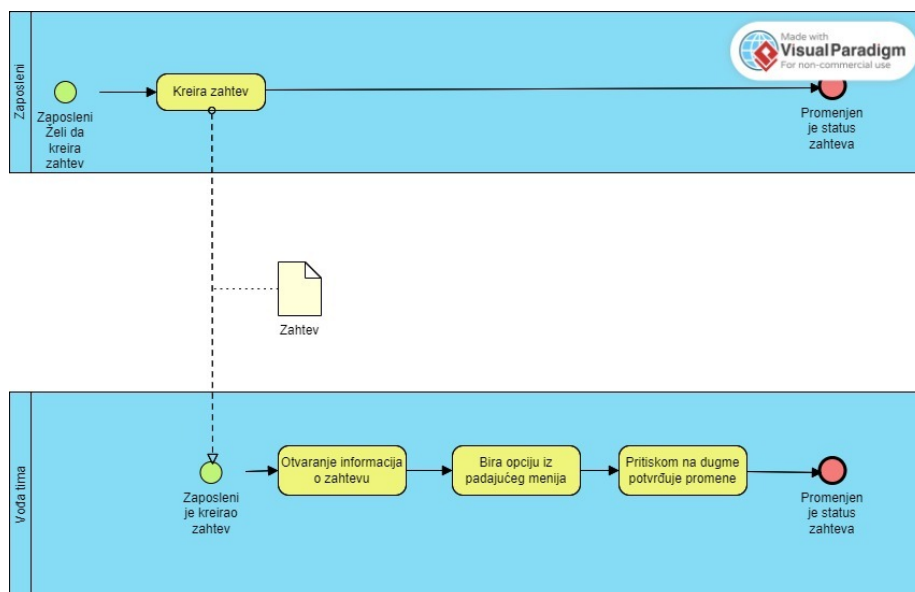 Made with
Visual Paradigm
For non-commercial use
Zaposleni
Zaposleni
Želi da
kreira
zahtev
Kreira zahtev
Promenjen
je status
zahteva
Zahtev
Vođa tima
Zaposleni
je kreirao
zahtev
Otvaranje informacija
o zahtevu
Bira opciju iz
padajućeg menija
Pritiskom na dugme
potvrđuje promene
Promenjen
je status
zahteva